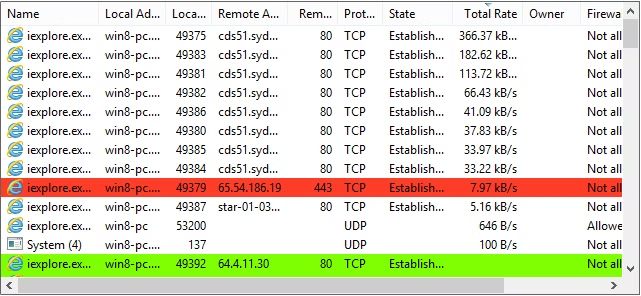 Name Local Ad... Loca... Remote A... Rem... Prot... State Total Rate Owner Firewa
iexplore.ex... win8-pc.... 49375 cds51.syd... 80 TCP Establish... 366.37 kB/s Not all
iexplore.ex... win8-pc.... 49383 cds51.syd... 80 TCP Establish... 182.62 kB/s Not all
iexplore.ex... win8-pc.... 49381 cds51.syd... 80 TCP Establish... 113.72 kB/s Not all
iexplore.ex... win8-pc.... 49382 cds51.syd... 80 TCP Establish... 66.43 kB/s Not all
iexplore.ex... win8-pc.... 49386 cds51.syd... 80 TCP Establish... 41.09 kB/s Not all
iexplore.ex... win8-pc.... 49380 cds51.syd... 80 TCP Establish... 37.83 kB/s Not all
iexplore.ex... win8-pc.... 49385 cds51.syd... 80 TCP Establish... 33.97 kB/s Not all
iexplore.ex... win8-pc.... 49384 cds51.syd... 80 TCP Establish... 33.22 kB/s Not all
iexplore.ex... win8-pc.... 49379 65.54.186.19 443 TCP Establish... 7.97 kB/s Not all
iexplore.ex... win8-pc.... 49387 star-01-03... 80 TCP Establish... 5.16 kB/s Not all
iexplore.ex... win8-pc 53200 UDP 646 B/s Allowe
System (4) win8-pc.... 137 UDP 100 B/s Not all
iexplore.ex... win8-pc.... 49392 64.4.11.30 80 TCP Establish... Not all